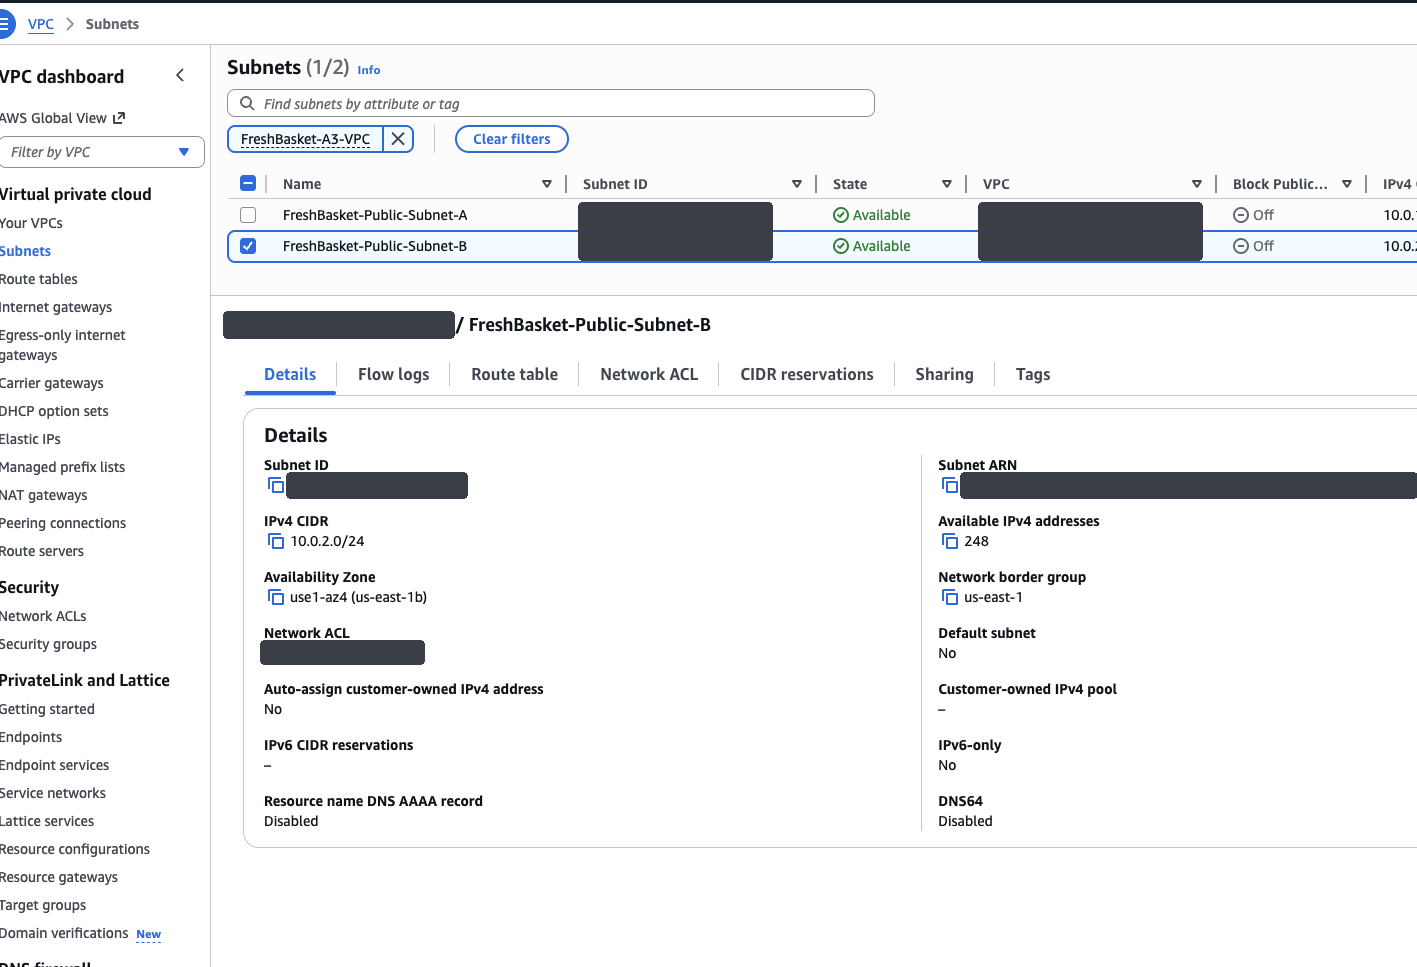 VPC > Subnets
VPC dashboard
AWS Global View
Filter by VPC
Virtual private cloud
Your VPCs
Subnets
Route tables
Internet gateways
Egress-only internet
gateways
Carrier gateways
DHCP option sets
Elastic IPs
Managed prefix lists
NAT gateways
Peering connections
Route servers
Security
Network ACLs
Security groups
PrivateLink and Lattice
Getting started
Endpoints
Endpoint services
Service networks
Lattice services
Resource configurations
Resource gateways
Target groups
Domain verifications New
Subnets (1/2) Info
Find subnets by attribute or tag
FreshBasket-A3-VPC Clear filters
Name Subnet ID State VPC Block Public... IPv4
FreshBasket-Public-Subnet-A Available Off 10.0.
FreshBasket-Public-Subnet-B Available Off 10.0.
/ FreshBasket-Public-Subnet-B
Details Flow logs Route table Network ACL CIDR reservations Sharing Tags
Details
Subnet ID
IPv4 CIDR
10.0.2.0/24
Availability Zone
use1-az4 (us-east-1b)
Network ACL
Auto-assign customer-owned IPv4 address
No
IPv6 CIDR reservations
–
Resource name DNS AAAA record
Disabled
Subnet ARN
Available IPv4 addresses
248
Network border group
us-east-1
Default subnet
No
Customer-owned IPv4 pool
–
IPv6-only
No
DNS64
Disabled